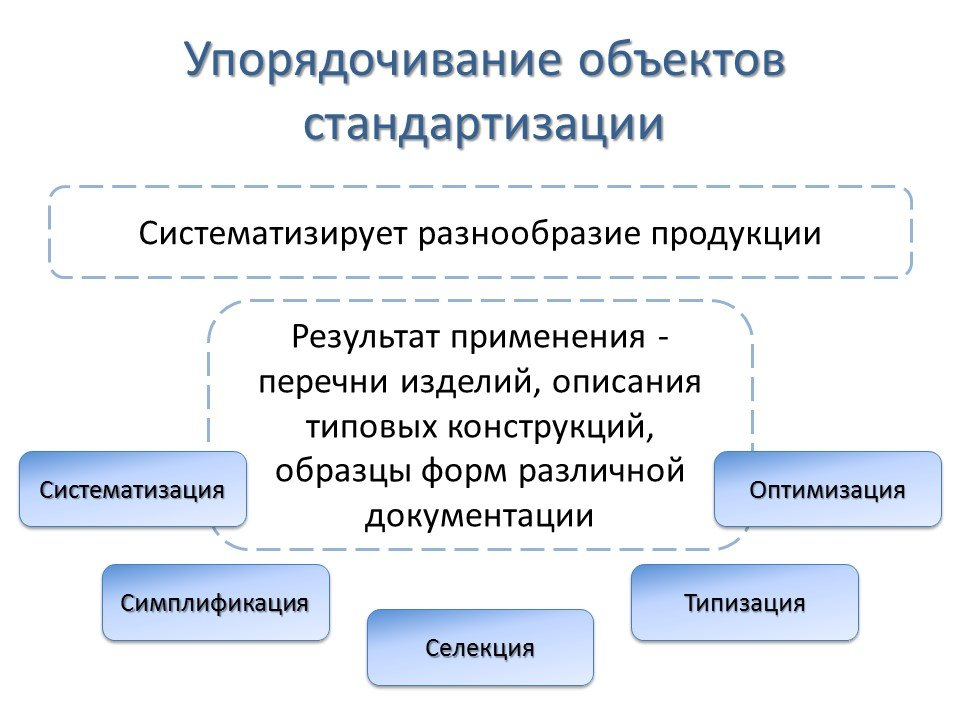 Упорядочивание объектов
стандартизации
Систематизирует разнообразие продукции
Результат применения -
перечни изделий, описания
типовых конструкций,
образцы форм различной
документации
Систематизация
Оптимизация
Симплификация
Типизация
Селекция